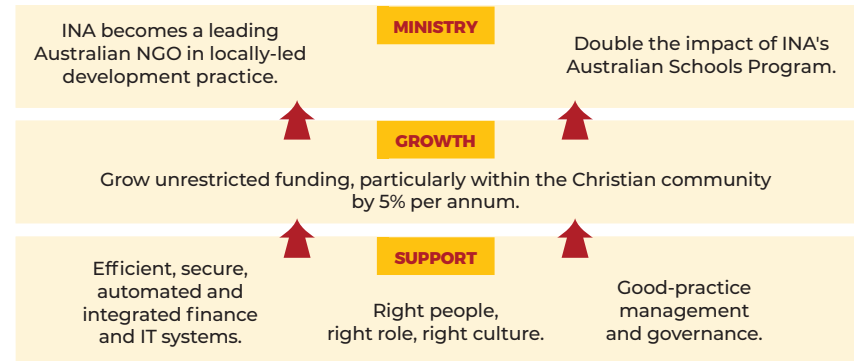 MINISTRY
INA becomes a leading
Australian NGO in locally-led
development practice.
Double the impact of INA's
Australian Schools Program.
GROWTH
Grow unrestricted funding, particularly within the Christian community
by 5% per annum.
SUPPORT
Efficient, secure,
automated and
integrated finance
and IT systems.
Right people,
right role, right culture.
Good-practice
management
and governance.